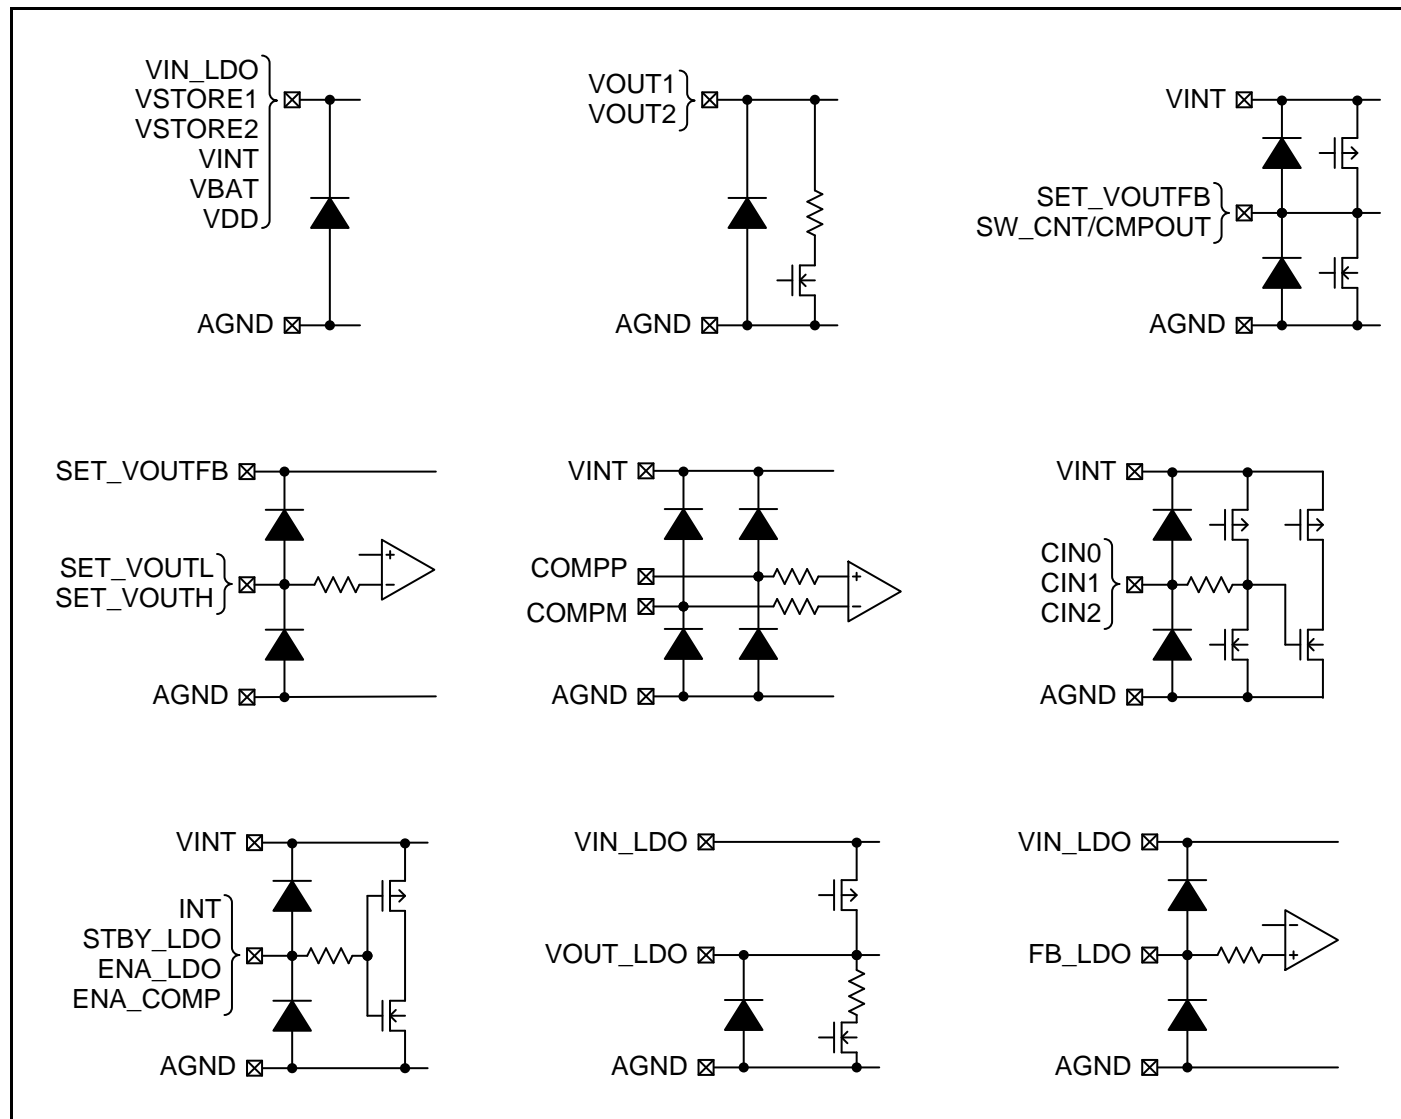 VIN_LDO
VSTORE1
VSTORE2
VINT
VBAT
VDD
AGND
VOUT1
VOUT2
AGND
VINT
SET_VOUTFB
SW_CNT/CMPOUT
AGND
SET_VOUTFB
SET_VOUTL
SET_VOUTH
AGND
+
−
VINT
COMPP
COMPM
AGND
+
−
VINT
CIN0
CIN1
CIN2
AGND
VINT
INT
STBY_LDO
ENA_LDO
ENA_COMP
AGND
VIN_LDO
VOUT_LDO
AGND
VIN_LDO
FB_LDO
AGND
−
+